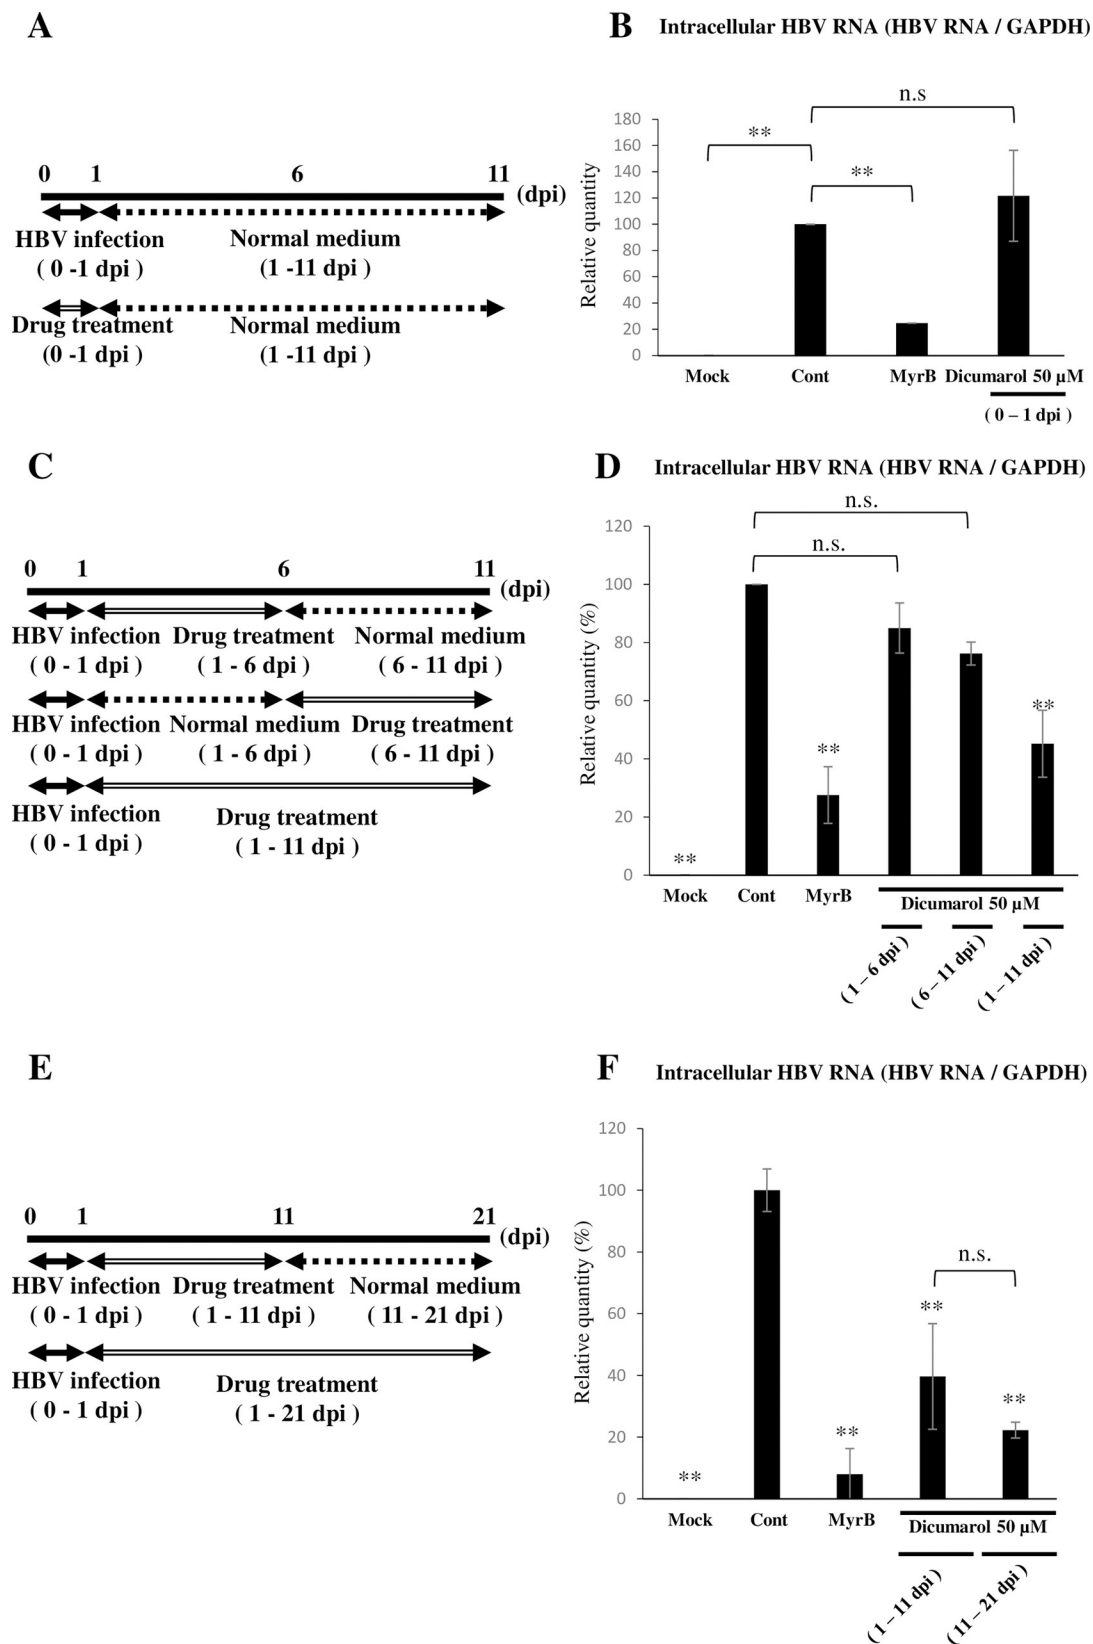 A
0 1 6 11
(dpi)
HBV infection Normal medium
( 0 -1 dpi ) (1 -11 dpi )
Drug treatment Normal medium
(0 -1 dpi ) (1 -11 dpi )
B Intracellular HBV RNA (HBV RNA / GAPDH)
n.s
**
**
Relative quantity
180
160
140
120
100
80
60
40
20
0
Mock Cont MyrB Dicumarol 50 µM
( 0 – 1 dpi )
C
0 1 6 11
(dpi)
HBV infection Drug treatment Normal medium
( 0 - 1 dpi ) ( 1 - 6 dpi ) ( 6 - 11 dpi )
HBV infection Normal medium Drug treatment
( 0 - 1 dpi ) ( 1 - 6 dpi ) ( 6 - 11 dpi )
HBV infection Drug treatment
( 0 - 1 dpi ) ( 1 - 11 dpi )
D Intracellular HBV RNA (HBV RNA / GAPDH)
n.s.
n.s.
Relative quantity (%)
120
100
80
60
40
20
0
**
**
**
Mock Cont MyrB
Dicumarol 50 µM
( 1 – 6 dpi )
( 6 – 11 dpi )
( 1 – 11 dpi )
E
0 1 11 21
(dpi)
HBV infection Drug treatment Normal medium
( 0 - 1 dpi ) ( 1 - 11 dpi ) ( 11 - 21 dpi )
HBV infection Drug treatment
( 0 - 1 dpi ) ( 1 - 21 dpi )
F Intracellular HBV RNA (HBV RNA / GAPDH)
Relative quantity (%)
120
100
80
60
40
20
0
n.s.
**
**
**
**
Mock Cont MyrB
Dicumarol 50 µM
( 1 – 11 dpi )
( 11 – 21 dpi )